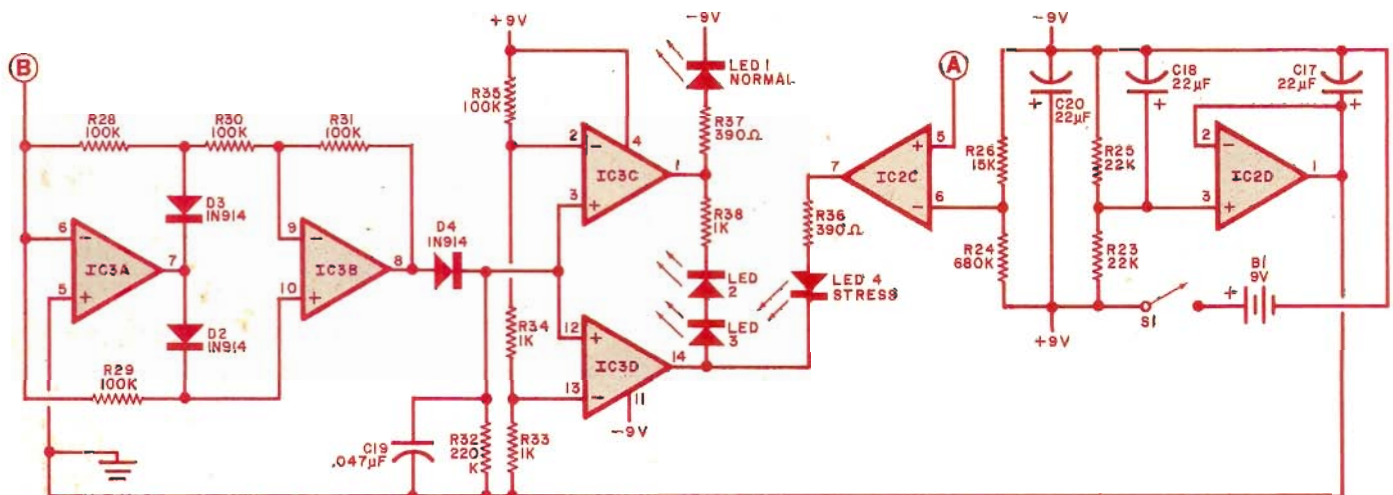 +9V
-9V
-9V
B
A
R28
100K
R30
100K
R31
100K
R35
100K
LED 1
NORMAL
R37
390Ω
C20
22µF
C18
22µF
C17
22µF
R26
15K
R25
22K
D3
1N914
D4
1N914
D2
1N914
R29
100K
6
-
5
+
IC3A
7
9
-
10
+
IC3B
8
2
-
3
+
4
IC3C
1
12
+
13
-
11
IC3D
14
-9V
R38
1K
LED
2
LED
3
7
5
+
6
-
IC2C
R36
390Ω
LED 4
STRESS
R24
680K
R23
22K
2
-
3
+
IC2D
1
+
B1
9V
S1
+9V
R34
1K
R33
1K
R32
220
K
C19
.047µF
+
+
+